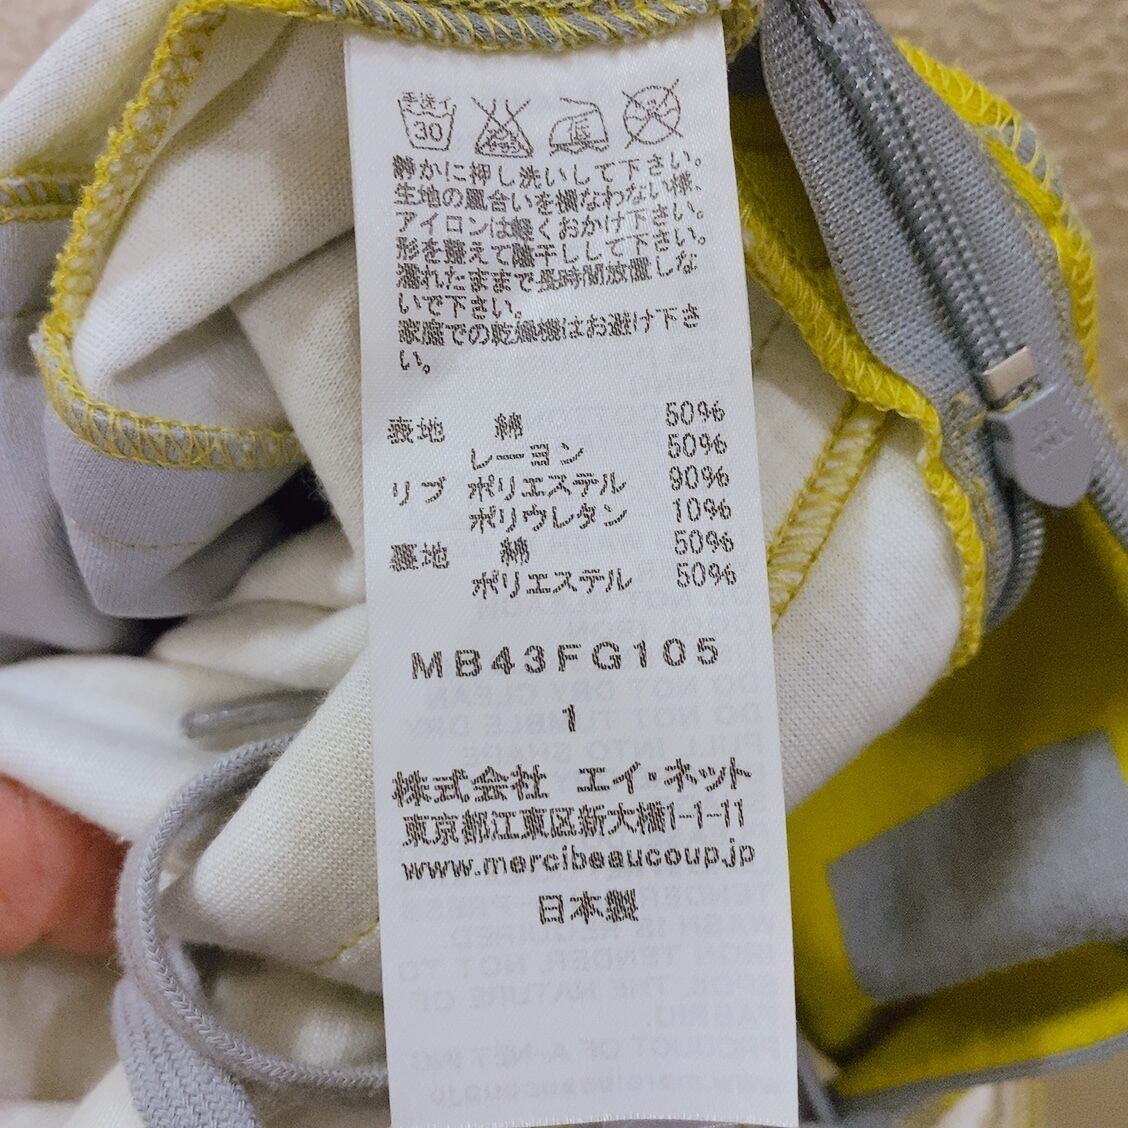 手洗イ
30
低
静かに押し洗いして下さい。
生地の風合いを損なわない様、
アイロンは軽くおかけ下さい。
形を整えて陰干しして下さい。
濡れたままで長時間放置しな
いで下さい。
家庭での乾燥機はお避け下さ
い。
表地 綿 50%
レーヨン 50%
リブ ポリエステル 90%
ポリウレタン 10%
裏地 綿 50%
ポリエステル 50%
MB43FG105
1
株式会社 エイ・ネット
東京都江東区新大橋1-1-11
www.mercibeaucoup.jp
日本製